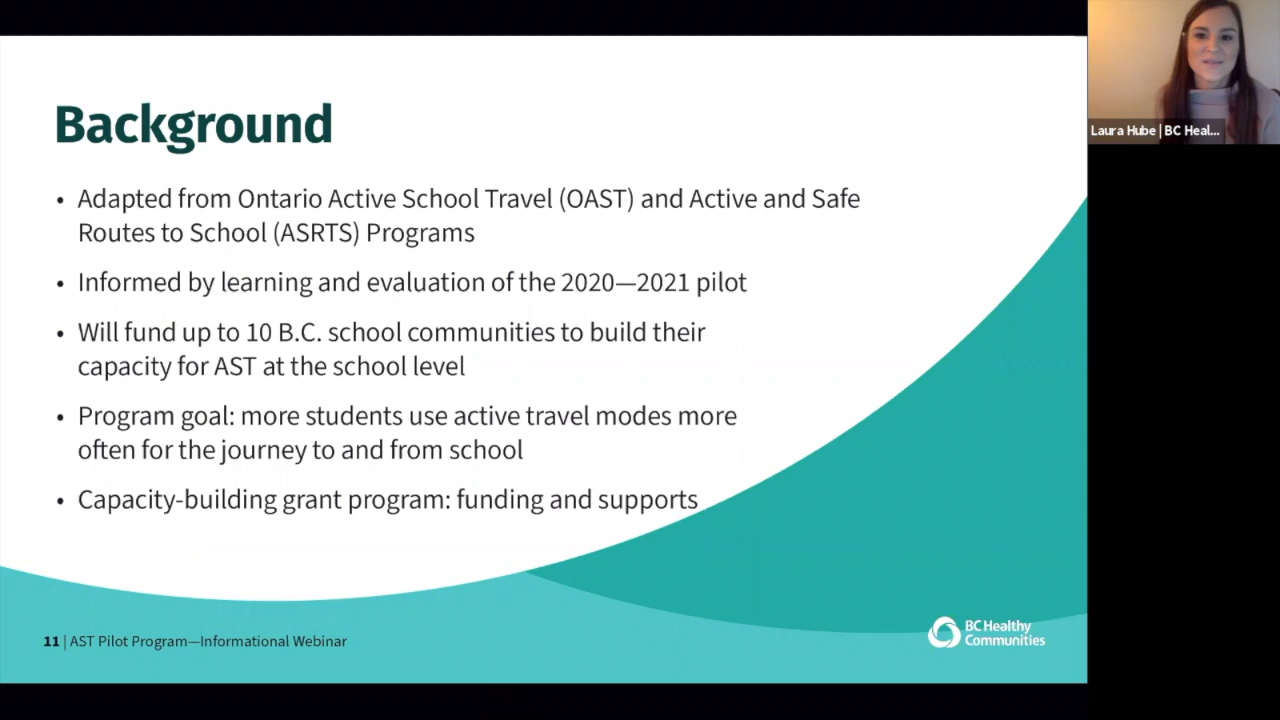 Background
• Adapted from Ontario Active School Travel (OAST) and Active and Safe
Routes to School (ASRTS) Programs
• Informed by learning and evaluation of the 2020—2021 pilot
• Will fund up to 10 B.C. school communities to build their
capacity for AST at the school level
• Program goal: more students use active travel modes more
often for the journey to and from school
• Capacity-building grant program: funding and supports
11 | AST Pilot Program—Informational Webinar
BC Healthy
Communities
Laura Hube | BC Heal...